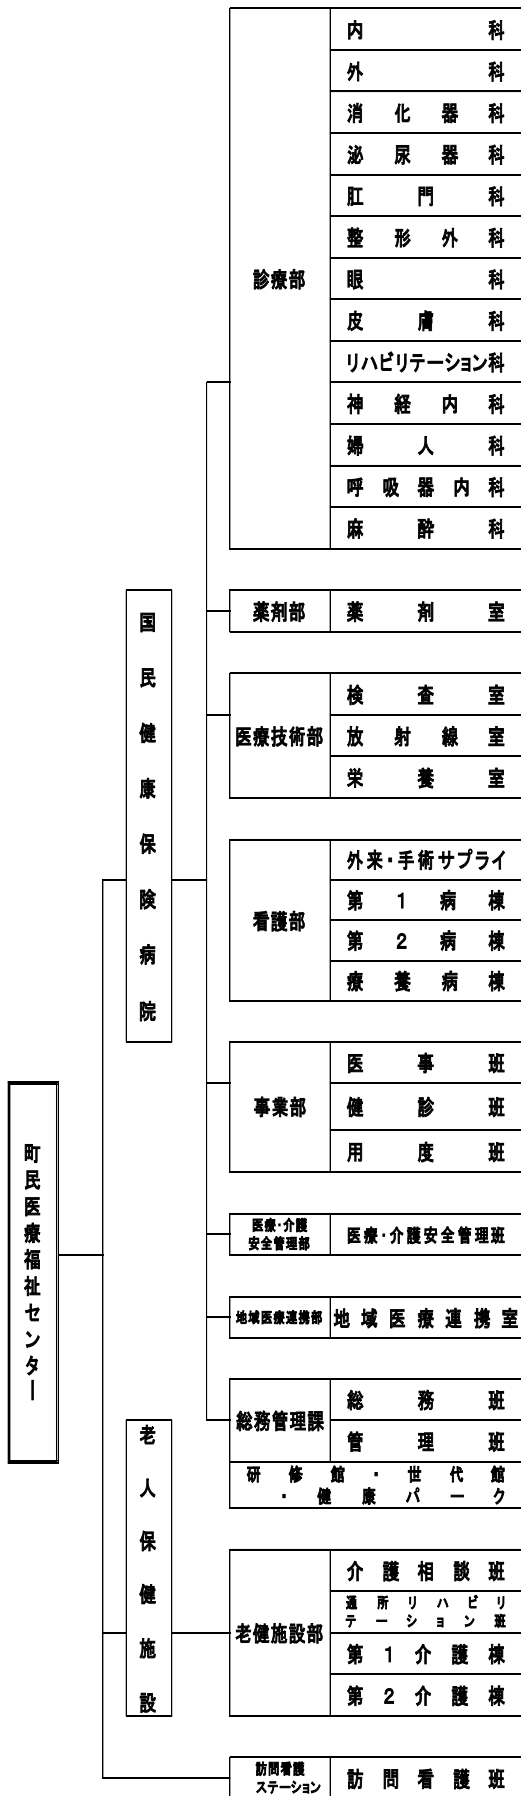 町民医療福祉センター
国民健康保険病院
診療部
内科
外科
消化器科
泌尿器科
肛門科
整形外科
眼科
皮膚科
リハビリテーション科
神経内科
婦人科
呼吸器内科
麻酔科
薬剤部
薬剤室
医療技術部
検査室
放射線室
栄養室
看護部
外来・手術サプライ
第1病棟
第2病棟
療養病棟
事業部
医事班
健診班
用度班
医療・介護
安全管理部
医療・介護安全管理班
地域医療連携部
地域医療連携室
総務管理課
総務班
管理班
研修館・世代館
・健康パーク
老人保健施設
老健施設部
介護相談班
通所リハビリ
テーション班
第1介護棟
第2介護棟
訪問看護
ステーション
訪問看護班